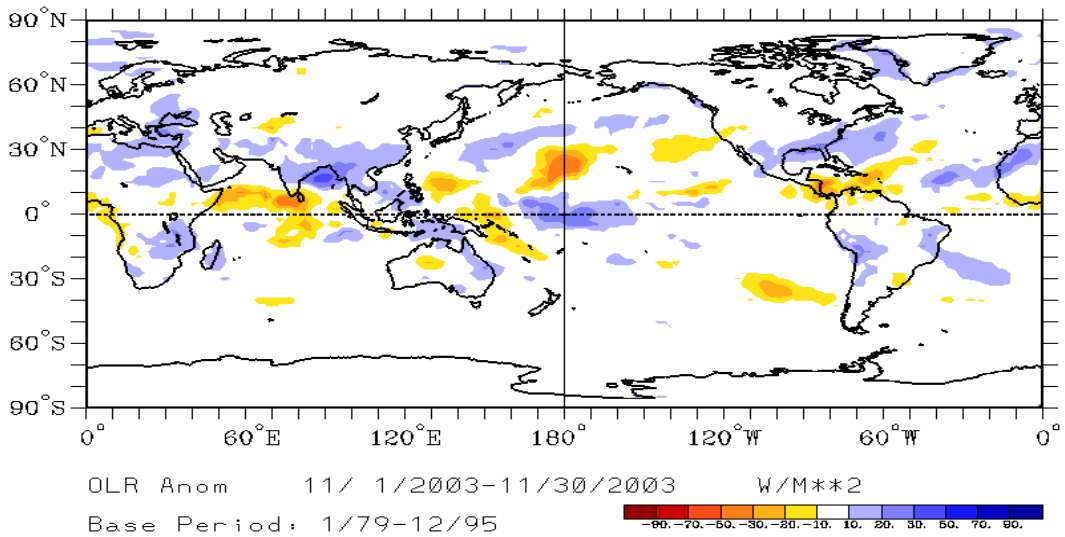 90°N
60°N
30°N
0°
30°S
60°S
90°S
0° 60°E 120°E 180° 120°W 60°W 0°
OLR Anom 11/ 1/2003-11/30/2003 W/M**2
Base Period: 1/79-12/95
-90. -70. -50. -30. -20. -10. 10. 20. 30. 50. 70. 90.